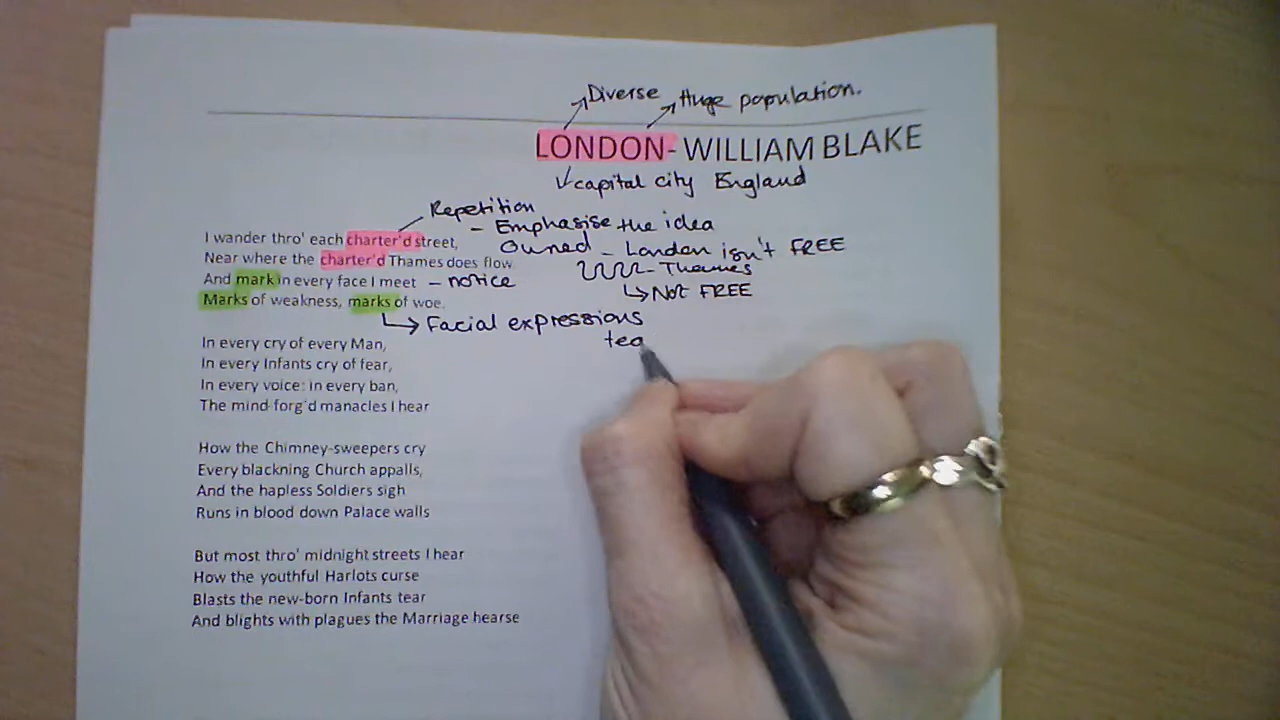 Diverse Huge population.
LONDON- WILLIAM BLAKE
capital city England
Repetition
- Emphasise the idea
I wander thro' each charter'd street,
Owned - London isn't FREE
Near where the charter'd Thames does flow
- Thames
And mark in every face I meet - notice
Not FREE
Marks of weakness, marks of woe.
Facial expressions
tea
In every cry of every Man,
In every Infants cry of fear,
In every voice: in every ban,
The mind-forg'd manacles I hear
How the Chimney-sweepers cry
Every blackning Church appalls,
And the hapless Soldiers sigh
Runs in blood down Palace walls
But most thro' midnight streets I hear
How the youthful Harlots curse
Blasts the new-born Infants tear
And blights with plagues the Marriage hearse